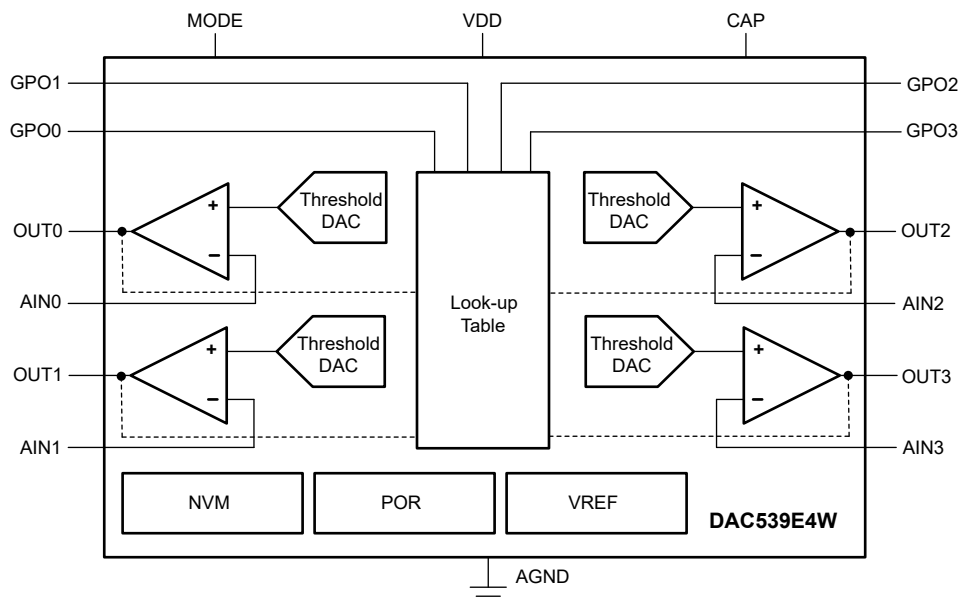 MODE
VDD
CAP
GPO1
GPO2
GPO0
GPO3
Threshold
DAC
+
Threshold
DAC
+
OUT0
OUT2
−
−
AIN0
AIN2
Look-up
Table
Threshold
DAC
+
Threshold
DAC
+
OUT1
OUT3
−
−
AIN1
AIN3
NVM
POR
VREF
DAC539E4W
AGND